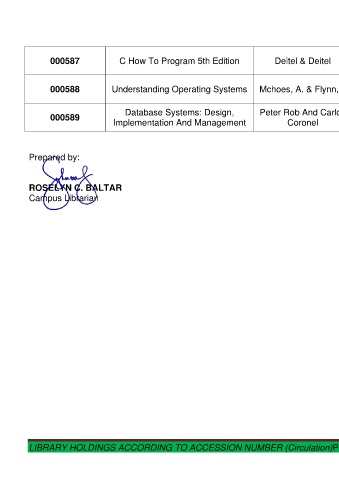 000587 C How To Program 5th Edition Deitel & Deitel
000588 Understanding Operating Systems Mchoes, A. & Flynn,
000589 Database Systems: Design, Implementation And Management Peter Rob And Carlo Coronel
Prepared by:
ROSELYN C. BALTAR
Campus Librarian
LIBRARY HOLDINGS ACCORDING TO ACCESSION NUMBER (Circulation)P